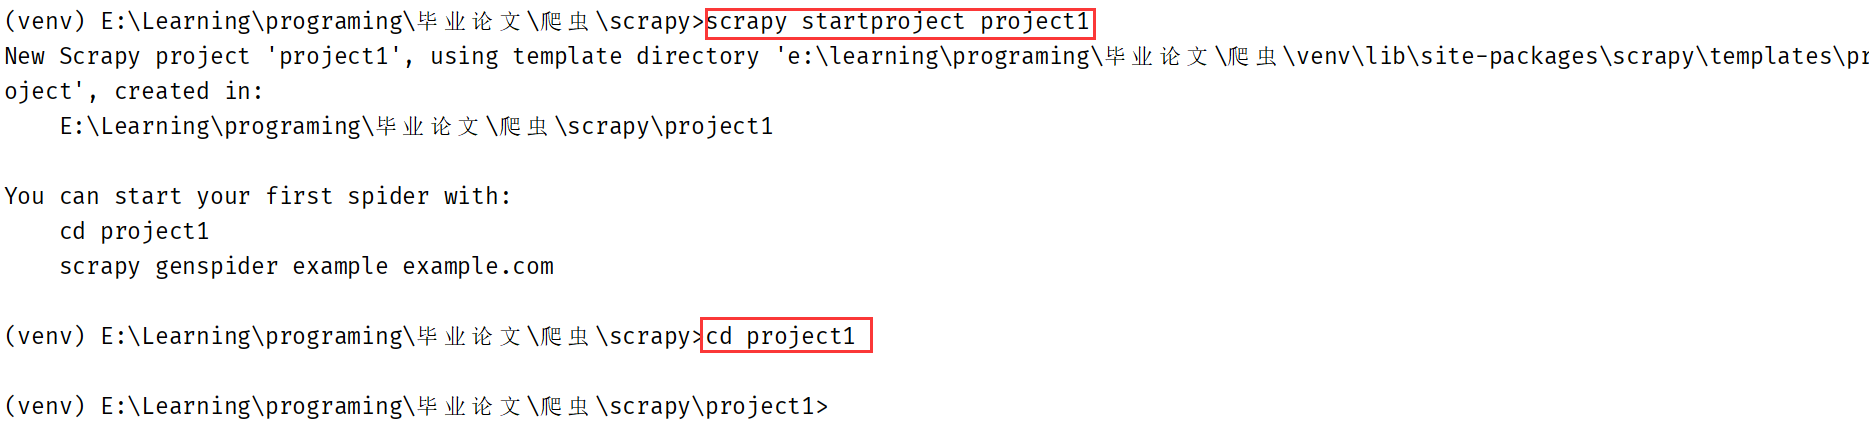 (venv) E:\Learning\programing\毕业论文\爬虫\scrapy>scrapy startproject project1
New Scrapy project 'project1', using template directory 'e:\learning\programing\毕业论文\爬虫\venv\lib\site-packages\scrapy\templates\pr
oject', created in:
    E:\Learning\programing\毕业论文\爬虫\scrapy\project1
You can start your first spider with:
    cd project1
    scrapy genspider example example.com
(venv) E:\Learning\programing\毕业论文\爬虫\scrapy>cd project1
(venv) E:\Learning\programing\毕业论文\爬虫\scrapy\project1>